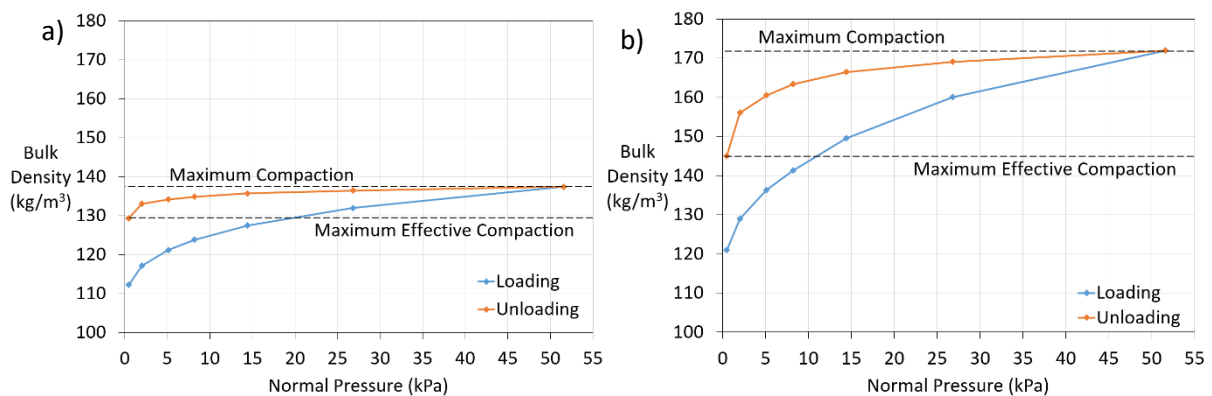 a)
180
170
160
150
140
130
120
110
100
Bulk
Density
(kg/m³)
Maximum Compaction
Maximum Effective Compaction
Loading
Unloading
0 5 10 15 20 25 30 35 40 45 50 55
Normal Pressure (kPa)
b)
180
170
160
150
140
130
120
110
100
Bulk
Density
(kg/m³)
Maximum Compaction
Maximum Effective Compaction
Loading
Unloading
0 5 10 15 20 25 30 35 40 45 50 55
Normal Pressure (kPa)